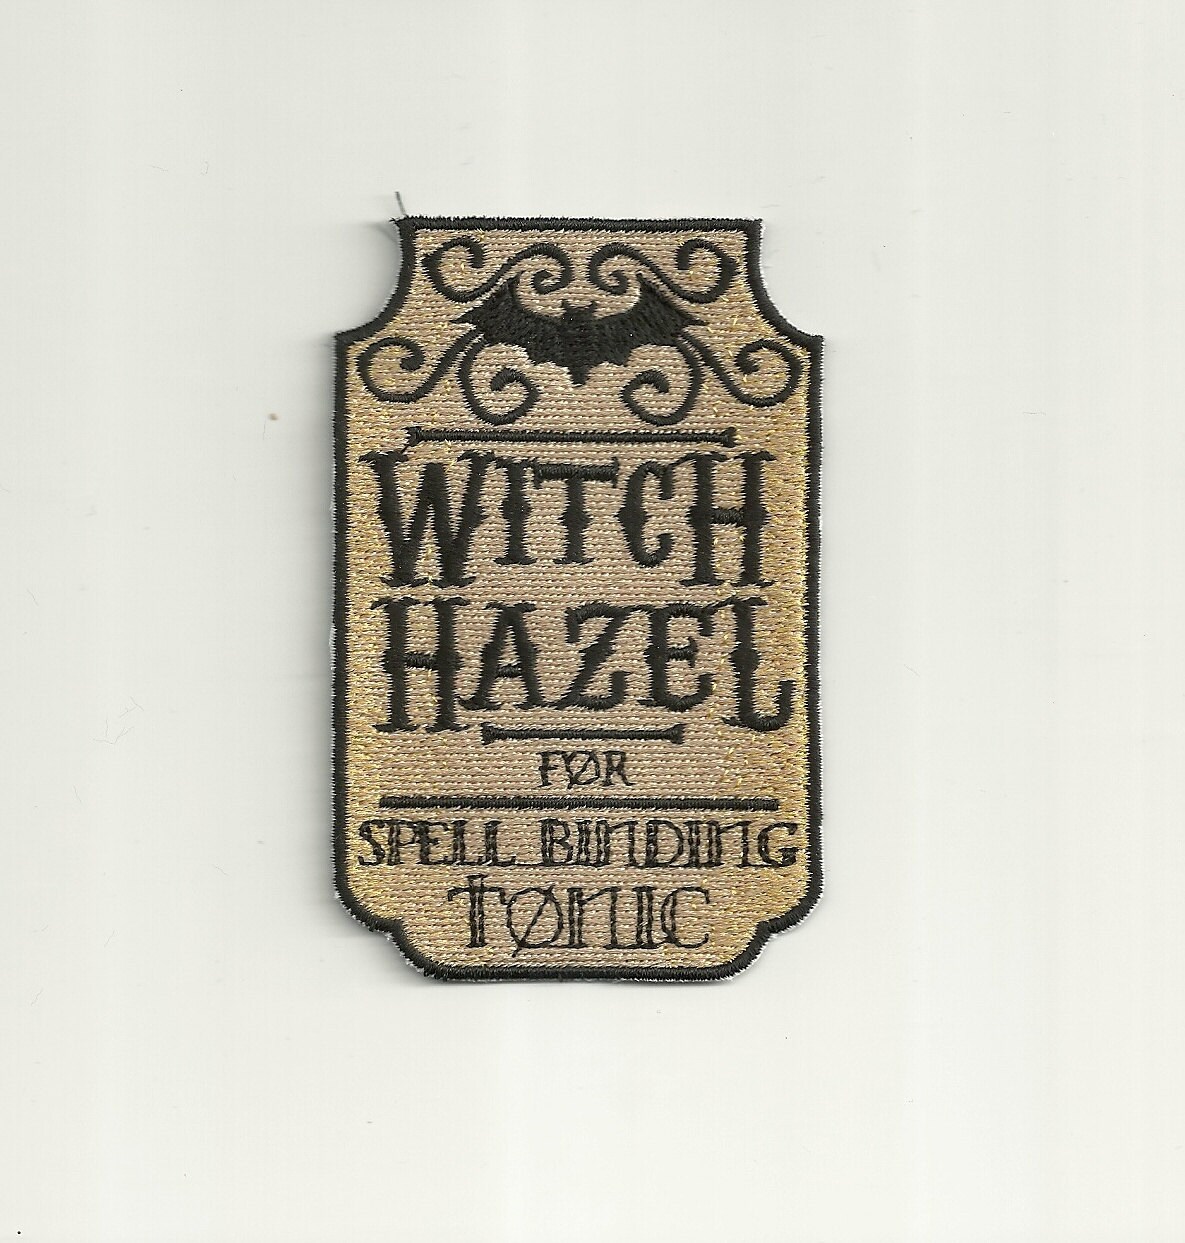 WITCH
HAZEL
FØR
SPELL BINDING
TØNIC